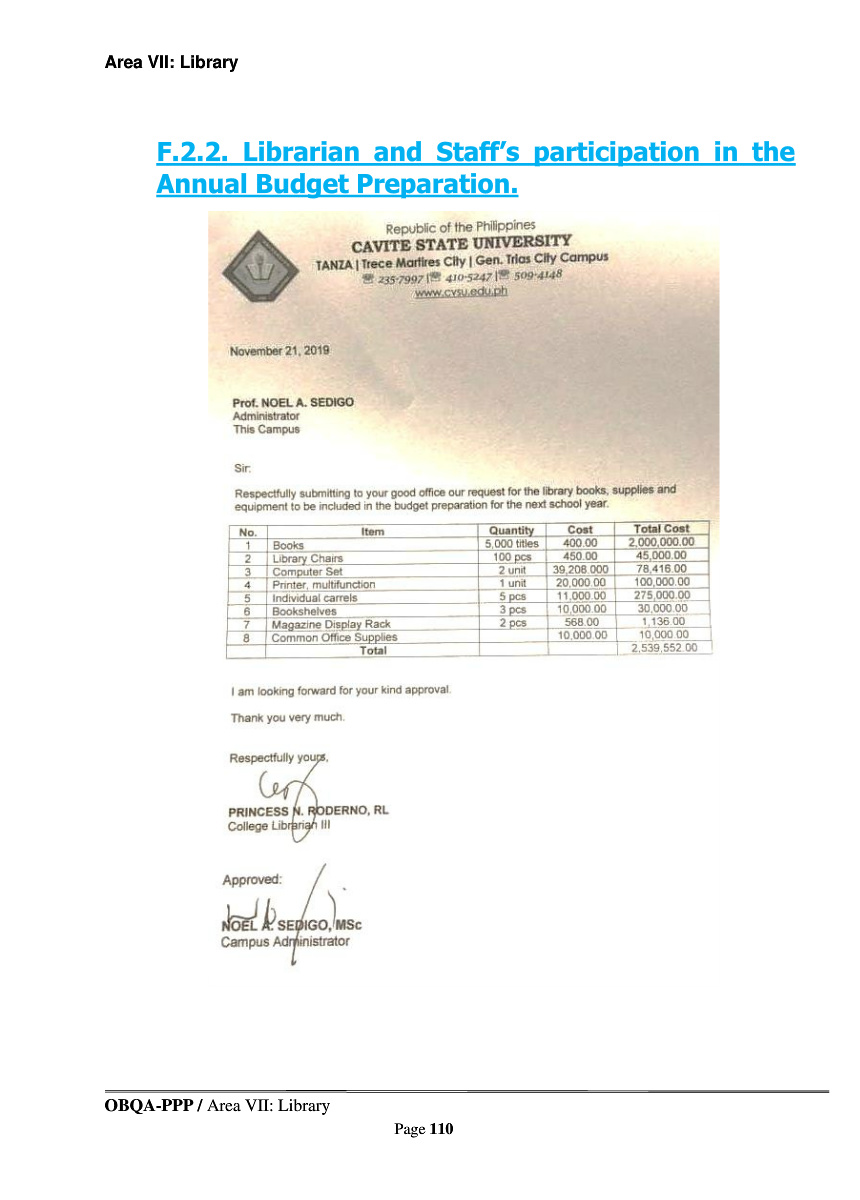 Area VII: Library
F.2.2. Librarian and Staff's participation in the
Annual Budget Preparation.
Republic of the Philippines
CAVITE STATE UNIVERSITY
TANZA | Trece Martires City | Gen. Trias City Campus
☏ 235-7997 |☏ 410-5247 |☏ 509-4148
www.cvsu.edu.ph
November 21, 2019
Prof. NOEL A. SEDIGO
Administrator
This Campus
Sir:
Respectfully submitting to your good office our request for the library books, supplies and
equipment to be included in the budget preparation for the next school year.
No. Item Quantity Cost Total Cost
1 Books 5,000 titles 400.00 2,000,000.00
2 Library Chairs 100 pcs 450.00 45,000.00
3 Computer Set 2 unit 39,208.000 78,416.00
4 Printer, multifunction 1 unit 20,000.00 100,000.00
5 Individual carrels 5 pcs 11,000.00 275,000.00
6 Bookshelves 3 pcs 10,000.00 30,000.00
7 Magazine Display Rack 2 pcs 568.00 1,136.00
8 Common Office Supplies 10,000.00 10,000.00
Total 2,539,552.00
I am looking forward for your kind approval.
Thank you very much.
Respectfully yours,
PRINCESS N. RODERNO, RL
College Librarian III
Approved:
NOEL A. SEDIGO, MSc
Campus Administrator
OBQA-PPP / Area VII: Library
Page 110